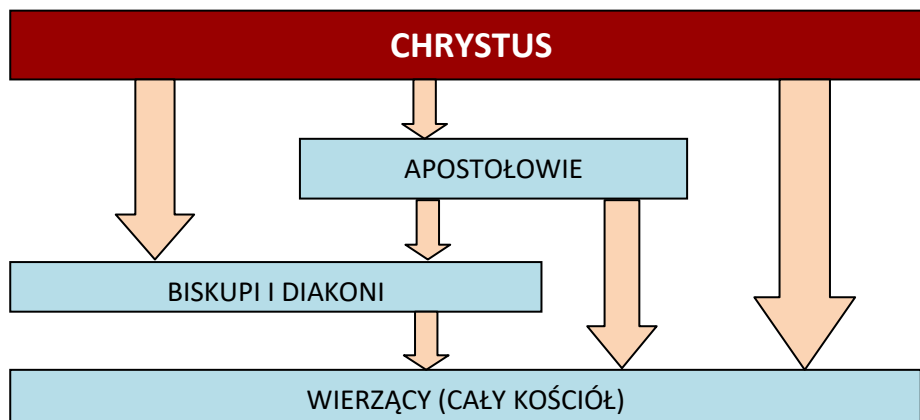 CHRYSTUS
APOSTOŁOWIE
BISKUPI I DIAKONI
WIERZĄCY (CAŁY KOŚCIÓŁ)